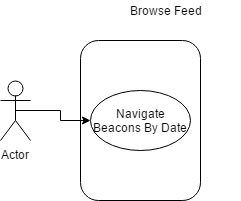 Browse Feed
Navigate
Beacons By Date
Actor